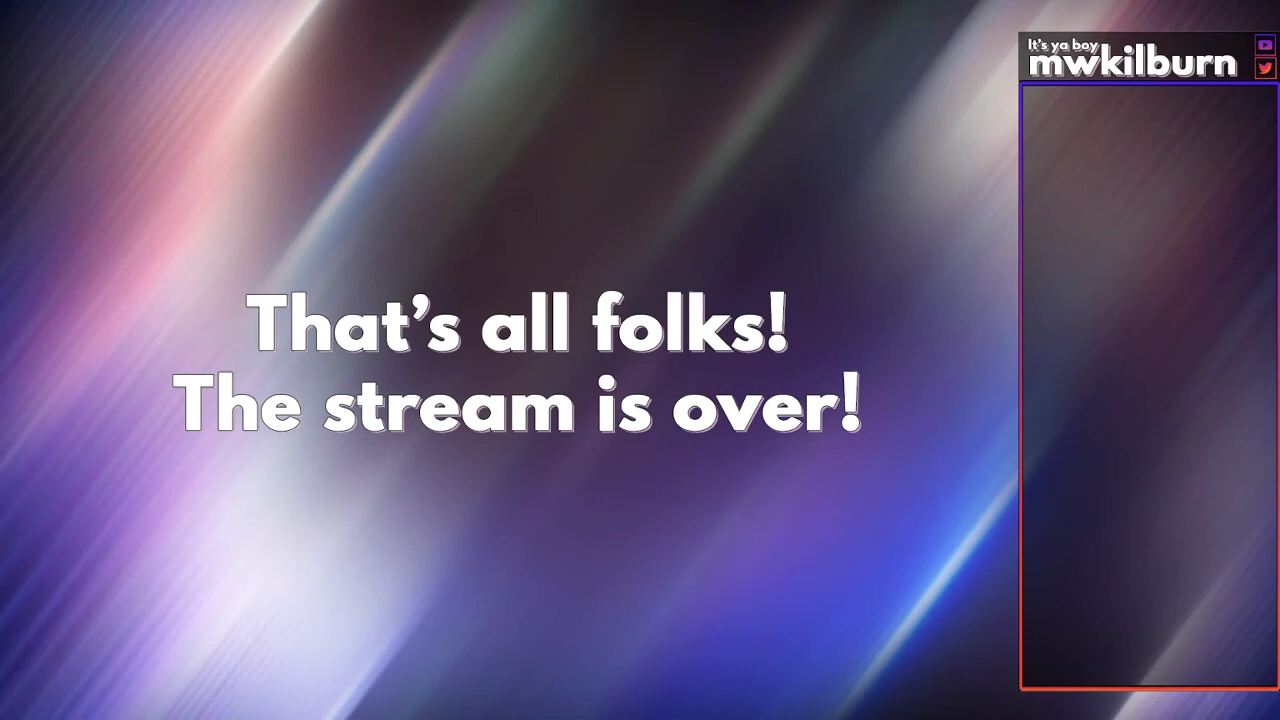 It's ya boy
mwkilburn
That's all folks!
The stream is over!